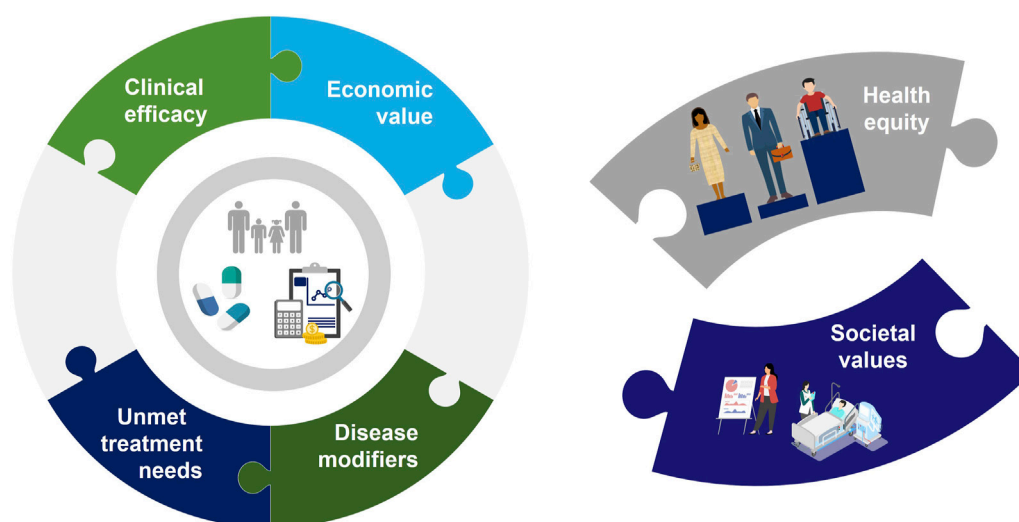 Clinical
efficacy
Economic
value
Unmet
treatment
needs
Disease
modifiers
Health
equity
Societal
values